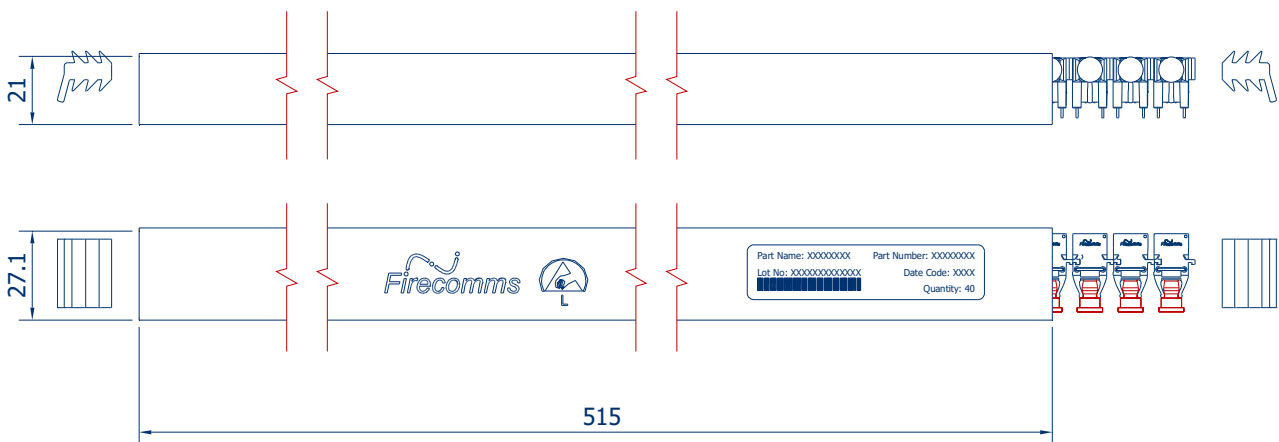 21
27.1
Firecomms
L
Part Name: XXXXXXXX Part Number: XXXXXXXX
Lot No: XXXXXXXXXXXXX Date Code: XXXX
Quantity: 40
515